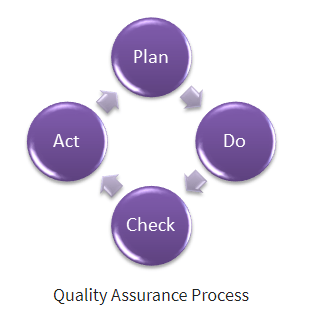 Plan
Do
Check
Act
Quality Assurance Process